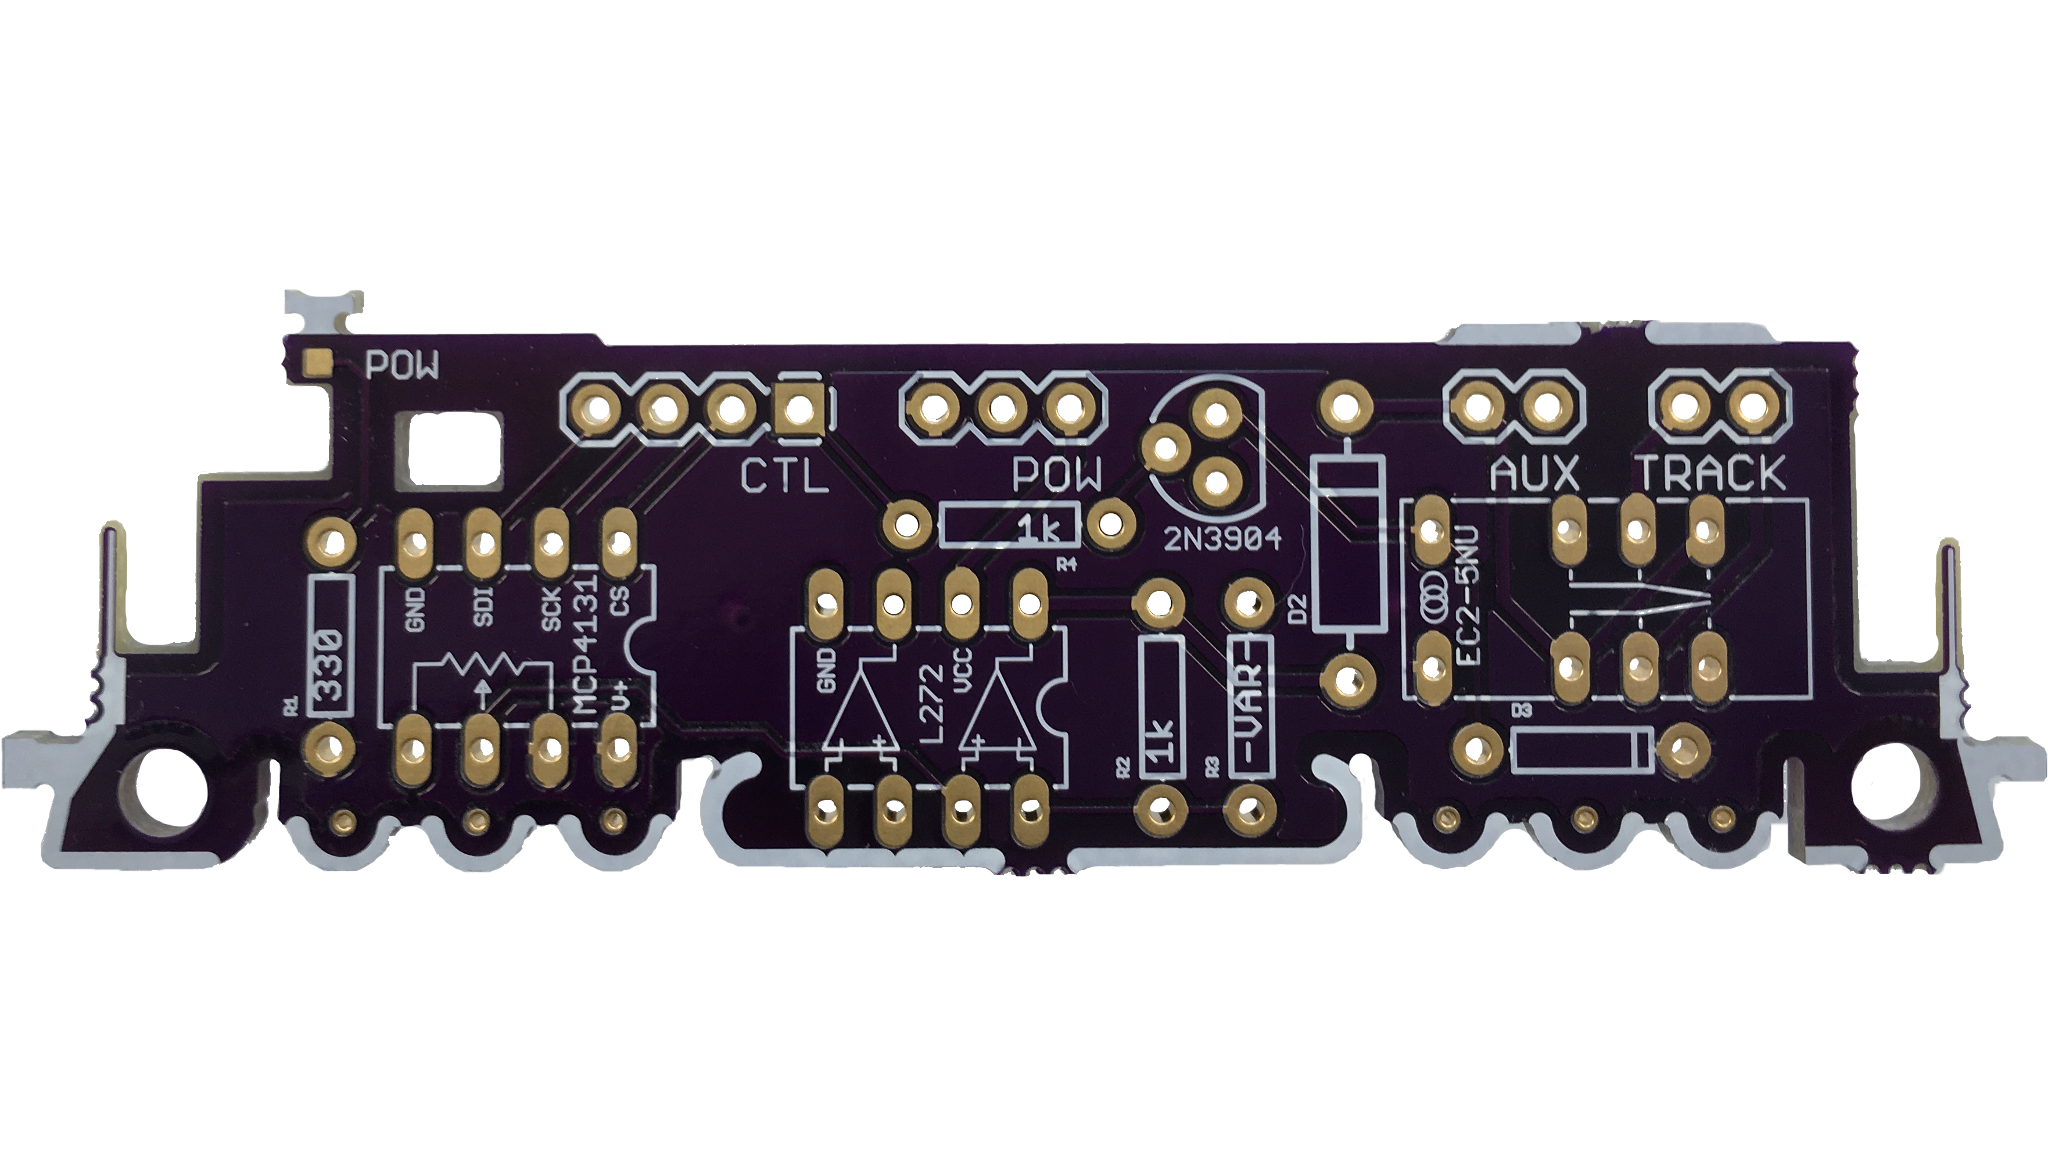 POW
CTL
POW
AUX
TRACK
1k
R4
2N3904
GND
SDI
SCK
CS
MCP4131
V+
330
R1
GND
VCC
L272
D2
EC2-5NU
1k
R2
-VAR-
R3
D3